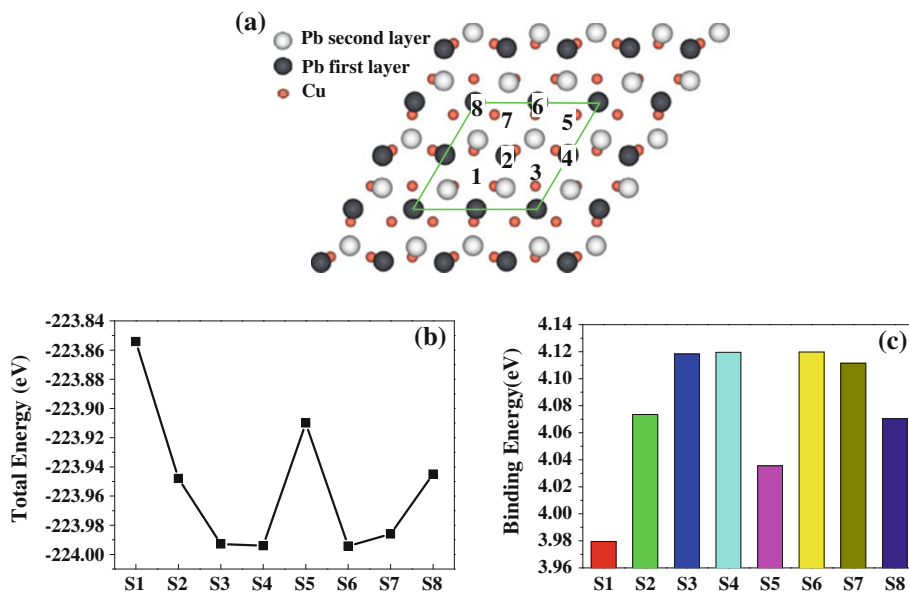 (a)
Pb second layer
Pb first layer
Cu
8 6
7 5
2 4
1 3
(b)
Total Energy (eV)
-223.84
-223.86
-223.88
-223.90
-223.92
-223.94
-223.96
-223.98
-224.00
S1 S2 S3 S4 S5 S6 S7 S8
(c)
Binding Energy(eV)
4.14
4.12
4.10
4.08
4.06
4.04
4.02
4.00
3.98
3.96
S1 S2 S3 S4 S5 S6 S7 S8